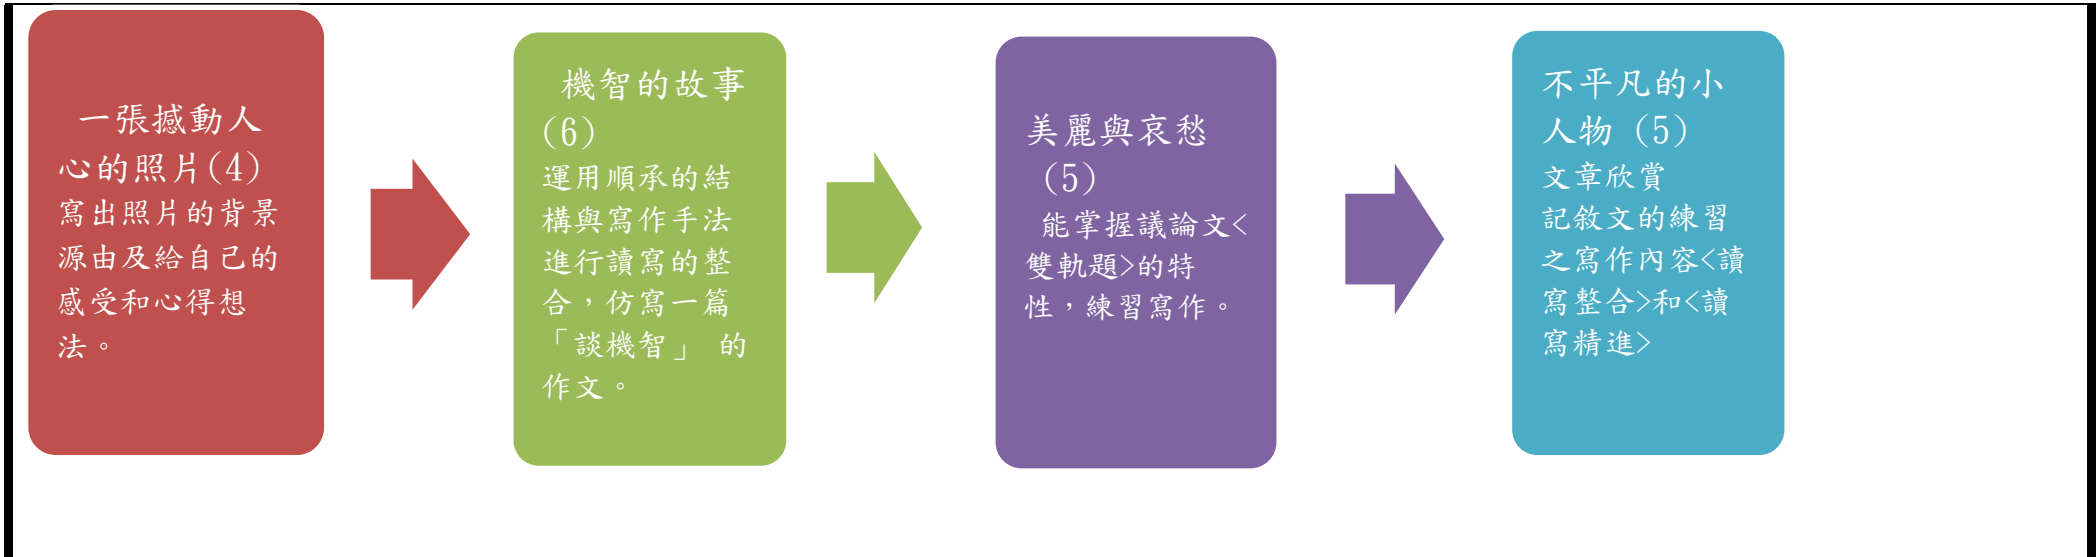 一張撼動人
心的照片(4)
寫出照片的背景
源由及給自己的
感受和心得想
法。
機智的故事
(6)
運用順承的結
構與寫作手法
進行讀寫的整
合，仿寫一篇
「談機智」 的
作文。
美麗與哀愁
(5)
能掌握議論文<
雙軌題>的特
性，練習寫作。
不平凡的小
人物 (5)
文章欣賞
記敘文的練習
之寫作內容<讀
寫整合>和<讀
寫精進>